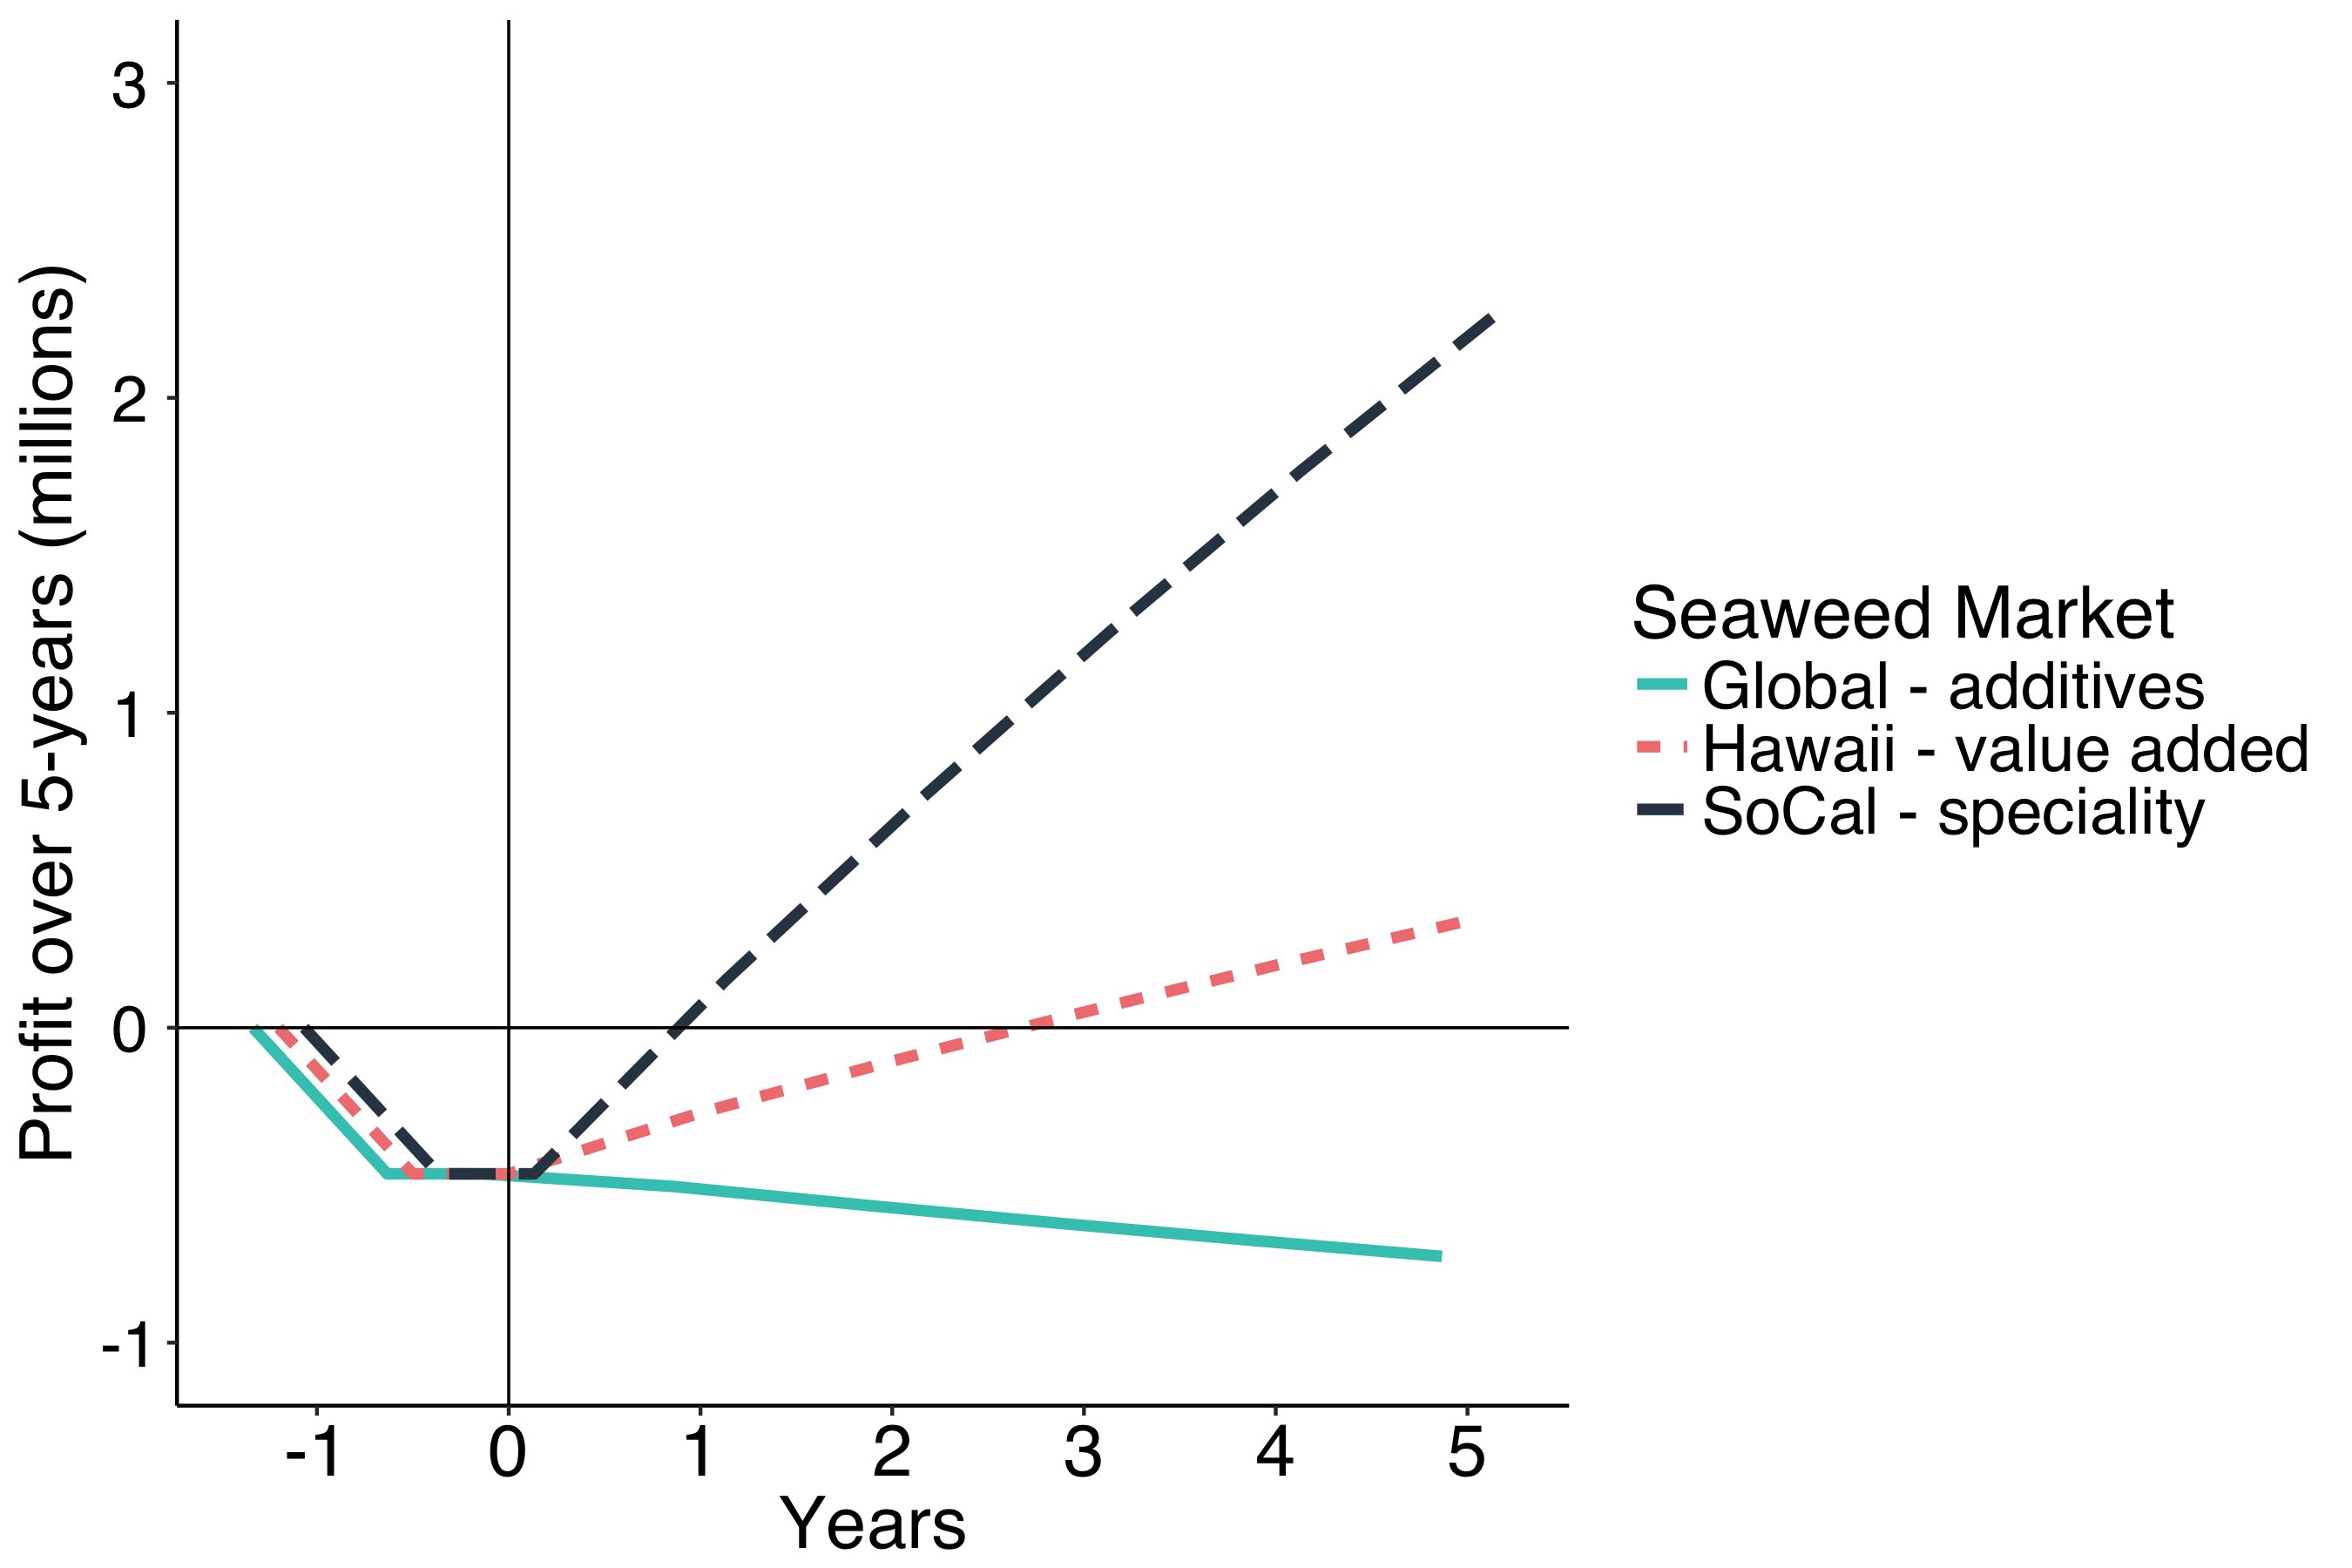 Profit over 5-years (millions)
3
2
1
0
-1
-1 0 1 2 3 4 5
Years
Seaweed Market
Global - additives
Hawaii - value added
SoCal - speciality